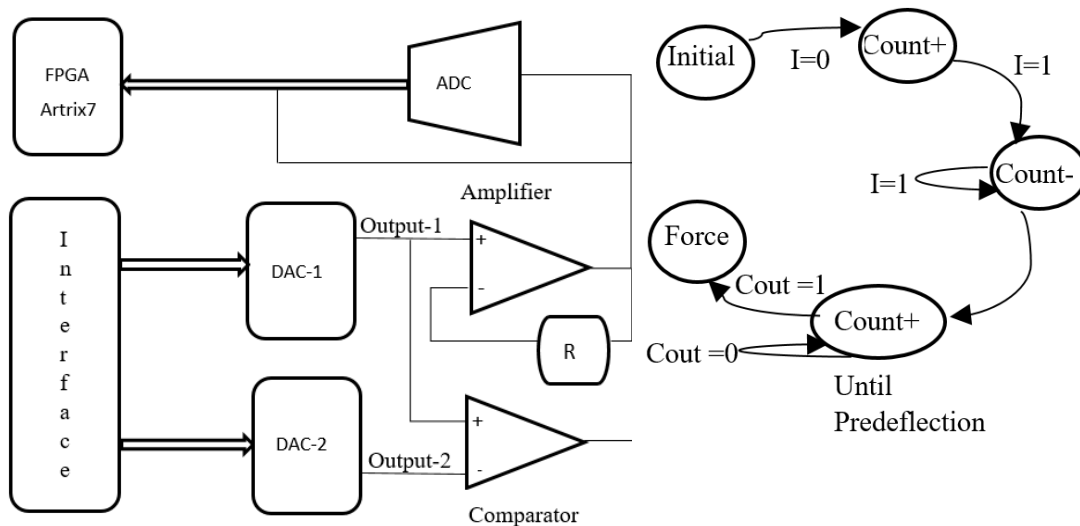 FPGA
Artrix7
ADC
Amplifier
Interface
DAC-1
Output-1
+
-
R
DAC-2
Output-2
+
-
Comparator
Initial
I=0
Count+
I=1
Count-
I=1
Force
Cout =1
Count+
Cout =0
Until
Predeflection